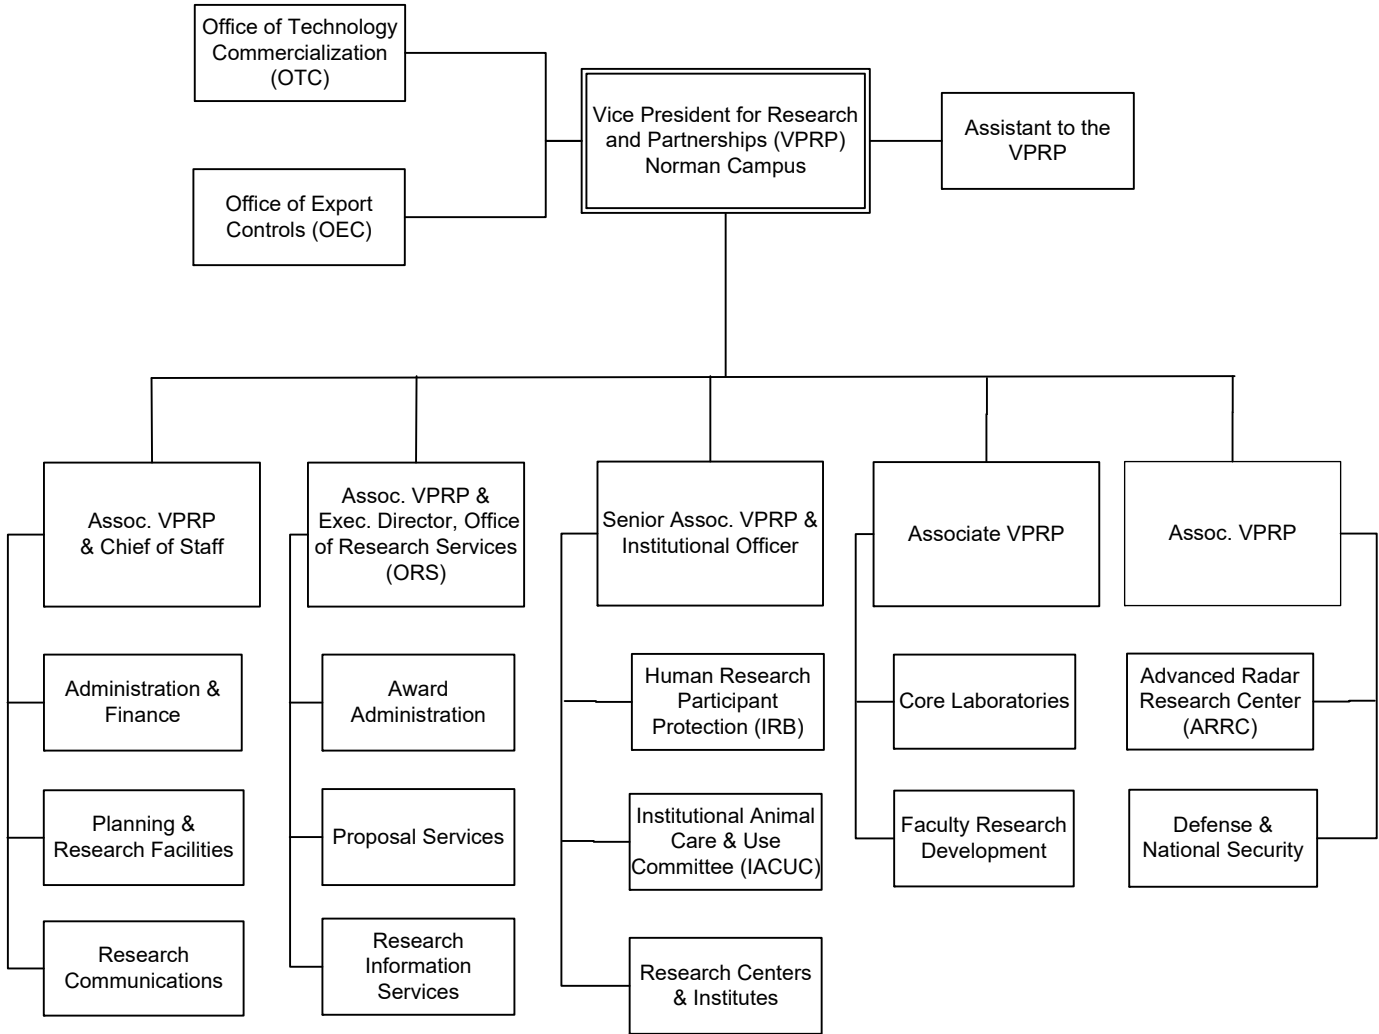 Office of Technology
Commercialization
(OTC)
Vice President for Research
and Partnerships (VPRP)
Norman Campus
Assistant to the
VPRP
Office of Export
Controls (OEC)
Assoc. VPRP
& Chief of Staff
Assoc. VPRP &
Exec. Director, Office
of Research Services
(ORS)
Senior Assoc. VPRP &
Institutional Officer
Associate VPRP
Assoc. VPRP
Administration &
Finance
Award
Administration
Human Research
Participant
Protection (IRB)
Core Laboratories
Advanced Radar
Research Center
(ARRC)
Planning &
Research Facilities
Proposal Services
Institutional Animal
Care & Use
Committee (IACUC)
Faculty Research
Development
Defense &
National Security
Research
Communications
Research
Information
Services
Research Centers
& Institutes